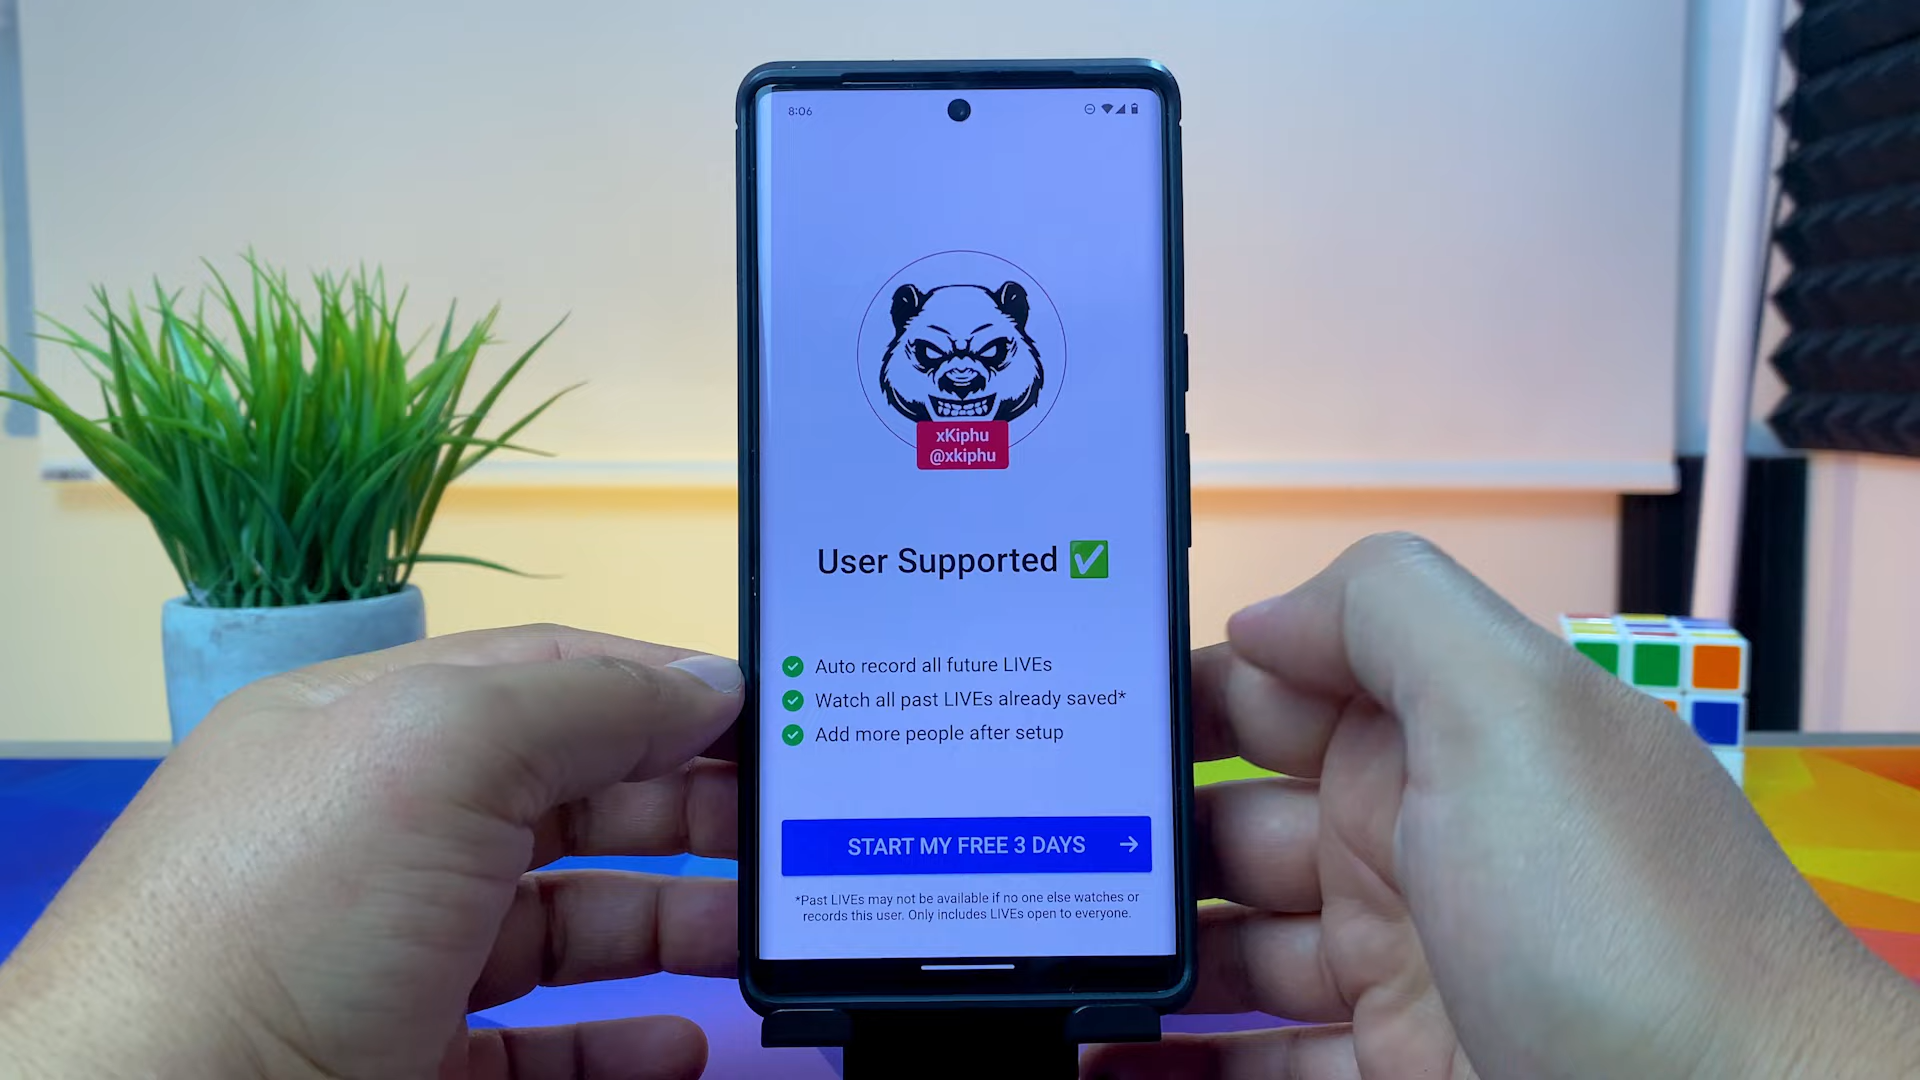 8:06
xKiphu
@xkiphu
User Supported ✅
Auto record all future LIVEs
Watch all past LIVEs already saved*
Add more people after setup
START MY FREE 3 DAYS →
*Past LIVEs may not be available if no one else watches or
records this user. Only includes LIVEs open to everyone.